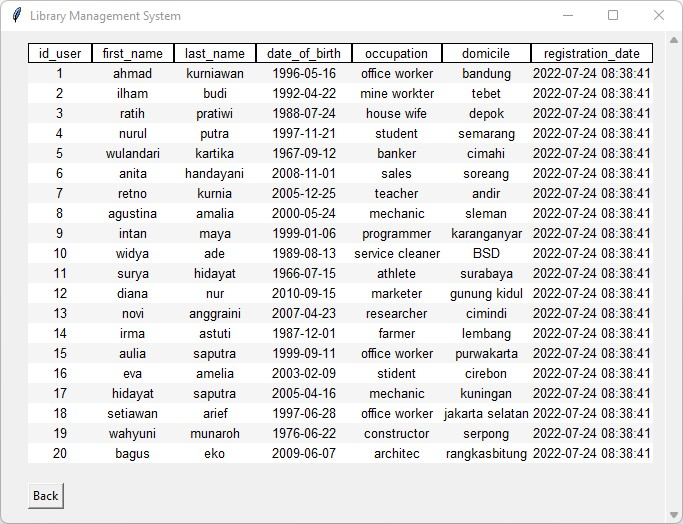 Library Management System
id_user first_name last_name date_of_birth occupation domicile registration_date
1 ahmad kurniawan 1996-05-16 office worker bandung 2022-07-24 08:38:41
2 ilham budi 1992-04-22 mine workter tebet 2022-07-24 08:38:41
3 ratih pratiwi 1988-07-24 house wife depok 2022-07-24 08:38:41
4 nurul putra 1997-11-21 student semarang 2022-07-24 08:38:41
5 wulandari kartika 1967-09-12 banker cimahi 2022-07-24 08:38:41
6 anita handayani 2008-11-01 sales soreang 2022-07-24 08:38:41
7 retno kurnia 2005-12-25 teacher andir 2022-07-24 08:38:41
8 agustina amalia 2000-05-24 mechanic sleman 2022-07-24 08:38:41
9 intan maya 1999-01-06 programmer karanganyar 2022-07-24 08:38:41
10 widya ade 1989-08-13 service cleaner BSD 2022-07-24 08:38:41
11 surya hidayat 1966-07-15 athlete surabaya 2022-07-24 08:38:41
12 diana nur 2010-09-15 marketer gunung kidul 2022-07-24 08:38:41
13 novi anggraini 2007-04-23 researcher cimindi 2022-07-24 08:38:41
14 irma astuti 1987-12-01 farmer lembang 2022-07-24 08:38:41
15 aulia saputra 1999-09-11 office worker purwakarta 2022-07-24 08:38:41
16 eva amelia 2003-02-09 stident cirebon 2022-07-24 08:38:41
17 hidayat saputra 2005-04-16 mechanic kuningan 2022-07-24 08:38:41
18 setiawan arief 1997-06-28 office worker jakarta selatan 2022-07-24 08:38:41
19 wahyuni munaroh 1976-06-22 constructor serpong 2022-07-24 08:38:41
20 bagus eko 2009-06-07 architec rangkasbitung 2022-07-24 08:38:41
Back